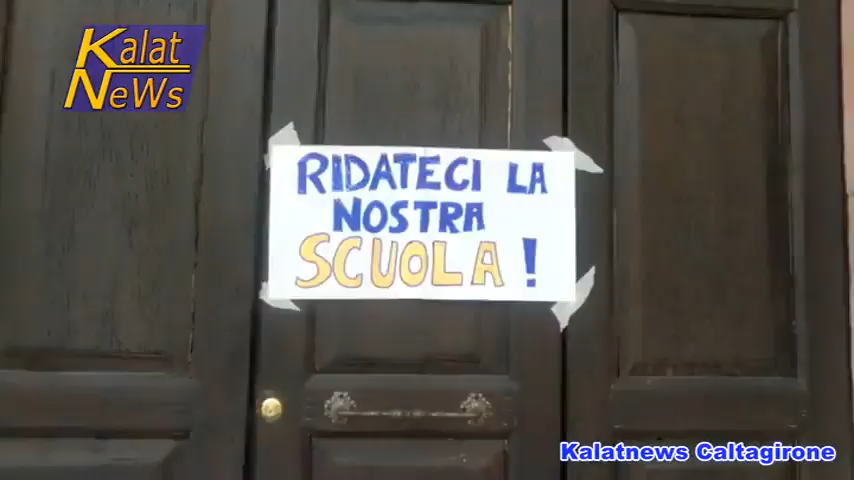 Kalat
NeWs
RIDATECI LA
NOSTRA
SCUOLA!
Kalatnews Caltagirone